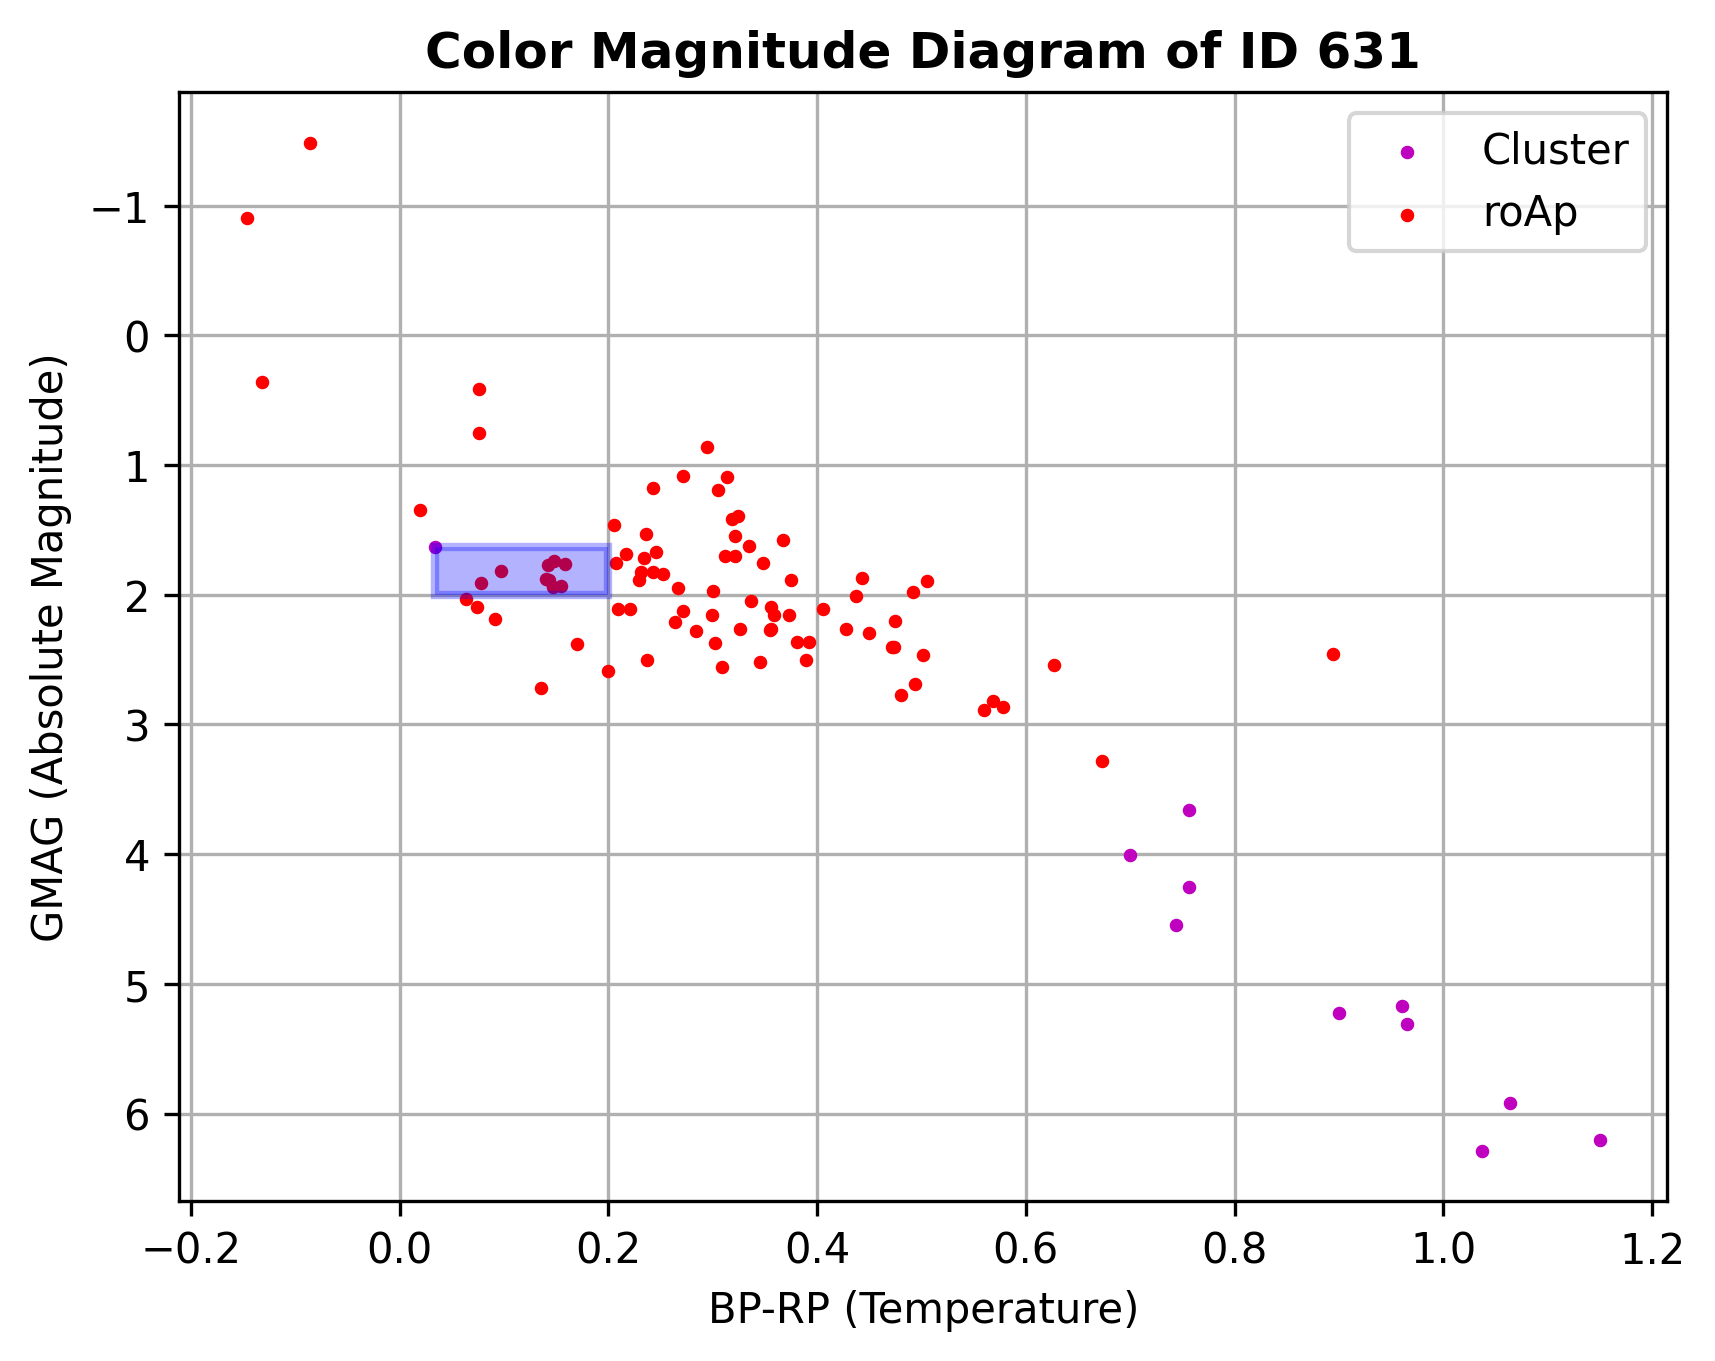 Color Magnitude Diagram of ID 631
Cluster
roAp
GMAG (Absolute Magnitude)
−1
0
1
2
3
4
5
6
−0.2 0.0 0.2 0.4 0.6 0.8 1.0 1.2
BP-RP (Temperature)